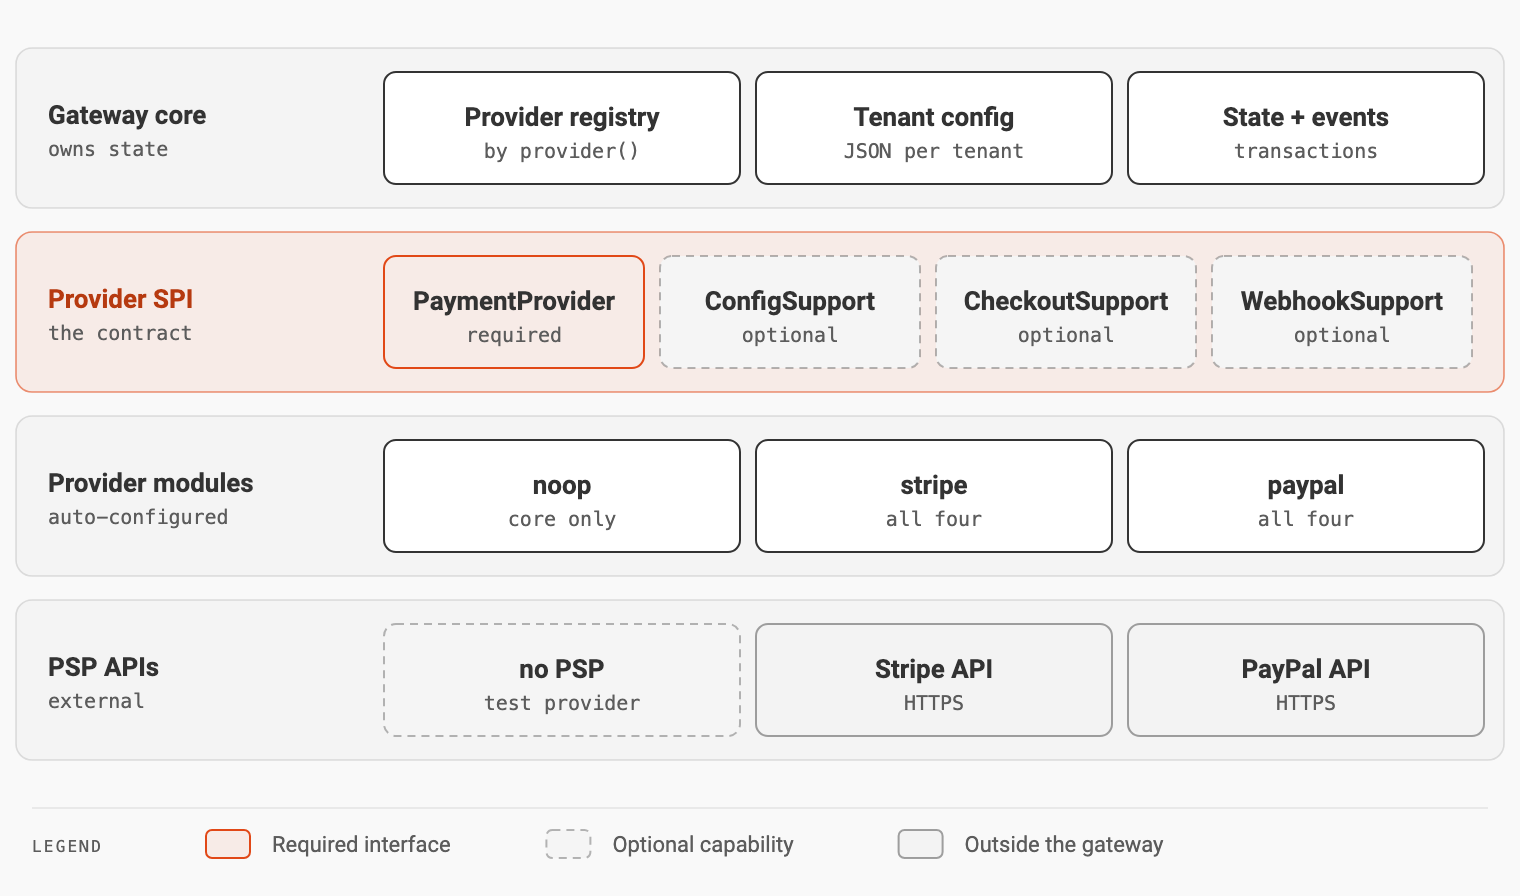 Gateway core
owns state
Provider registry
by provider()
Tenant config
JSON per tenant
State + events
transactions
Provider SPI
the contract
PaymentProvider
required
ConfigSupport
optional
CheckoutSupport
optional
WebhookSupport
optional
Provider modules
auto-configured
noop
core only
stripe
all four
paypal
all four
PSP APIs
external
no PSP
test provider
Stripe API
HTTPS
PayPal API
HTTPS
LEGEND
Required interface
Optional capability
Outside the gateway